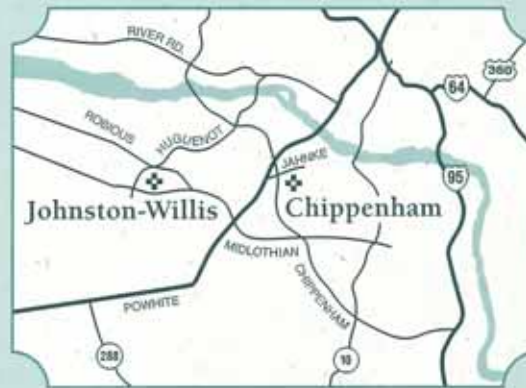 RIVER RD.
360
64
ROBIOUS
HUGUENOT
JAHNKE
95
Johnston-Willis
Chippenham
MIDLOTHIAN
CHIPPENHAM
POWHITE
288
10